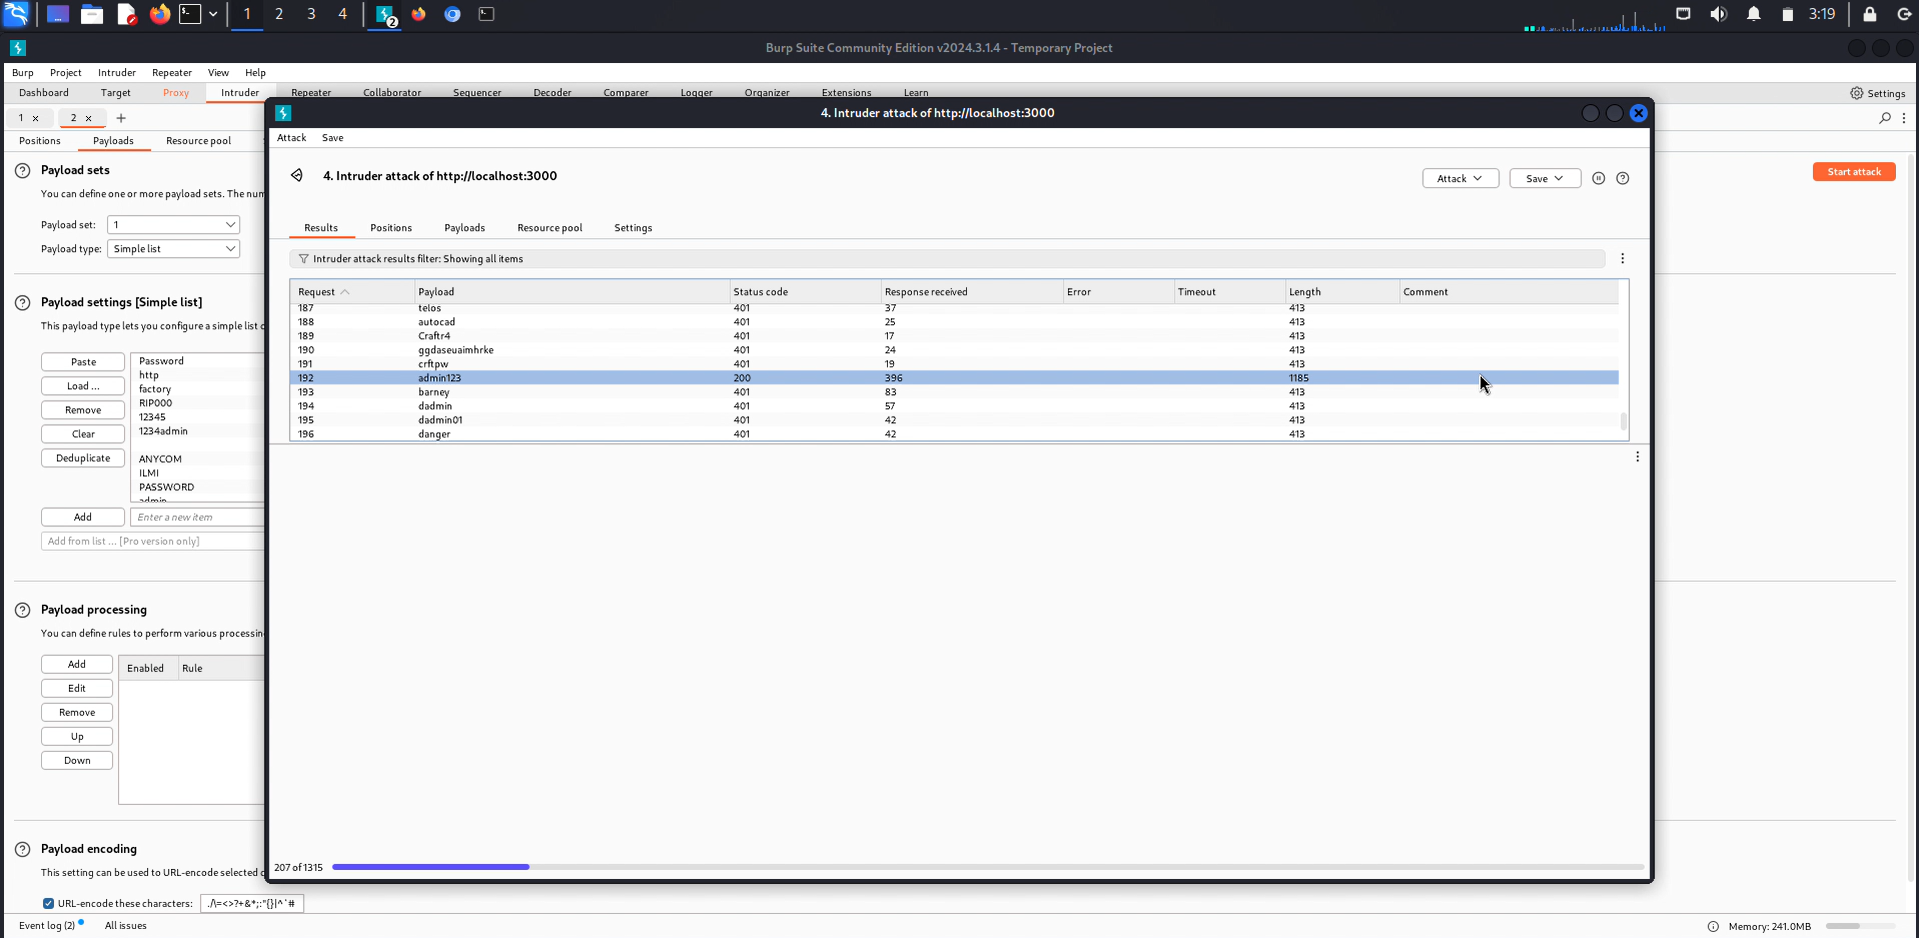 1 2 3 4 2 3:19
Burp Suite Community Edition v2024.3.1.4 - Temporary Project
Burp Project Intruder Repeater View Help
Dashboard Target Proxy Intruder Repeater Collaborator Sequencer Decoder Comparer Logger Organizer Extensions Learn Settings
1 × 2 × +
Positions Payloads Resource pool
Payload sets
You can define one or more payload sets. The num
Start attack
Payload set: 1
Payload type: Simple list
Payload settings [Simple list]
This payload type lets you configure a simple list
Paste
Load ...
Remove
Clear
Deduplicate
Password
http
factory
RIP000
12345
1234admin
ANYCOM
ILMI
PASSWORD
admin
Add Enter a new item
Add from list ... [Pro version only]
Payload processing
You can define rules to perform various processin
Add
Edit
Remove
Up
Down
Enabled Rule
Payload encoding
This setting can be used to URL-encode selected
URL-encode these characters: ./\=<>?+&*;:"{}|^`#
4. Intruder attack of http://localhost:3000
Attack Save
4. Intruder attack of http://localhost:3000
Attack Save
Results Positions Payloads Resource pool Settings
Intruder attack results filter: Showing all items
Request Payload Status code Response received Error Timeout Length Comment
187 telos 401 37 413
188 autocad 401 25 413
189 Craftr4 401 17 413
190 ggdaseuaimhrke 401 24 413
191 crftpw 401 19 413
192 admin123 200 396 1185
193 barney 401 83 413
194 dadmin 401 57 413
195 dadmin01 401 42 413
196 danger 401 42 413
207 of 1315
Event log (2) All issues
Memory: 241.0MB